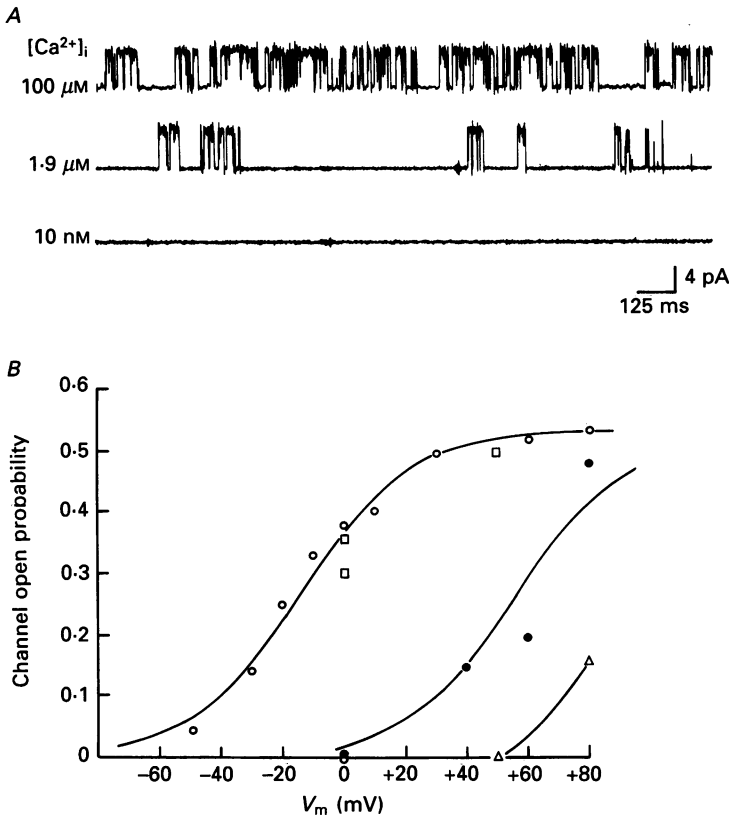 A
[Ca²⁺]ᵢ
100 μM
1·9 μM
10 nM
4 pA
125 ms
B
0·6
0·5
0·4
0·3
0·2
0·1
0
Channel open probability
−60 −40 −20 0 +20 +40 +60 +80
Vₘ (mV)